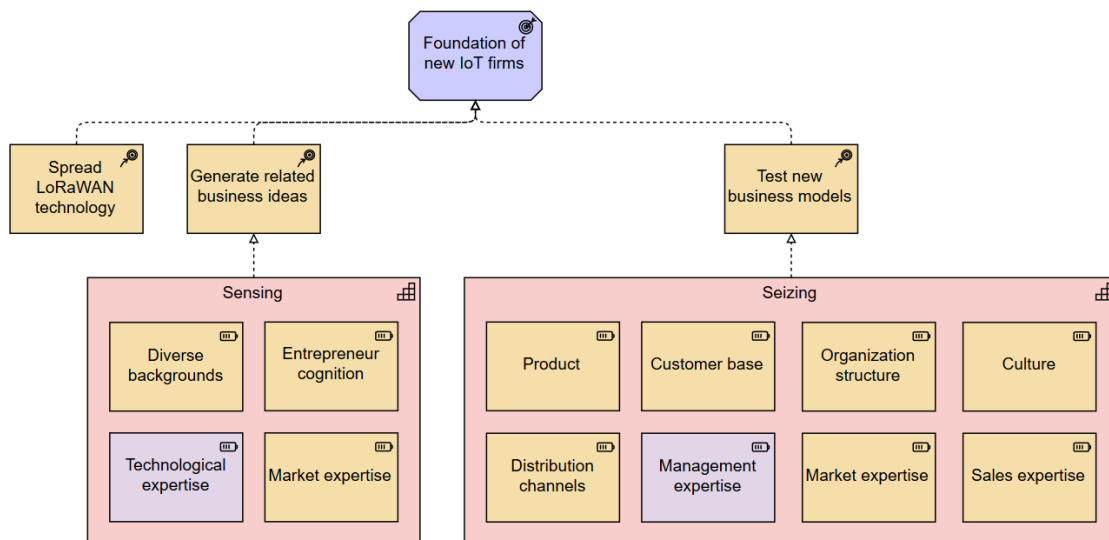 Foundation of
new IoT firms
Spread
LoRaWAN
technology
Generate related
business ideas
Test new
business models
Sensing
Diverse
backgrounds
Entrepreneur
cognition
Technological
expertise
Market expertise
Seizing
Product
Customer base
Organization
structure
Culture
Distribution
channels
Management
expertise
Market expertise
Sales expertise